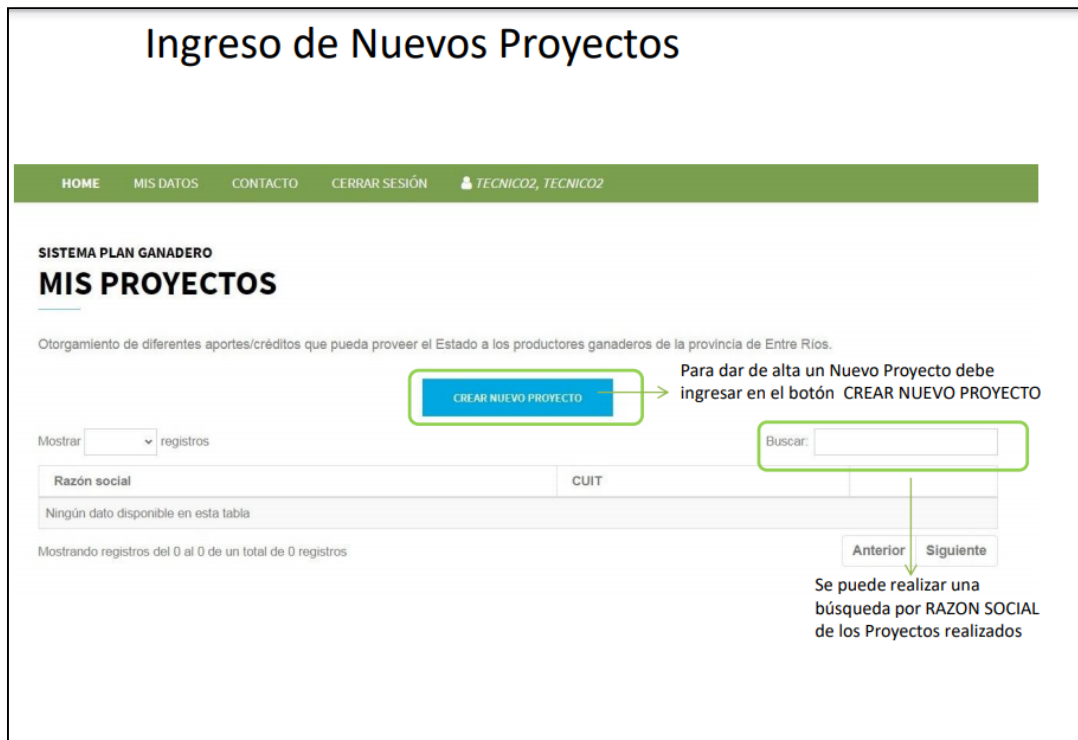 Ingreso de Nuevos Proyectos
HOME MIS DATOS CONTACTO CERRAR SESIÓN TECNICO2, TECNICO2
SISTEMA PLAN GANADERO
MIS PROYECTOS
Otorgamiento de diferentes aportes/créditos que pueda proveer el Estado a los productores ganaderos de la provincia de Entre Ríos.
CREAR NUEVO PROYECTO
Para dar de alta un Nuevo Proyecto debe
ingresar en el botón CREAR NUEVO PROYECTO
Mostrar registros
Buscar:
Razón social CUIT
Ningún dato disponible en esta tabla
Mostrando registros del 0 al 0 de un total de 0 registros
Anterior Siguiente
Se puede realizar una
búsqueda por RAZON SOCIAL
de los Proyectos realizados